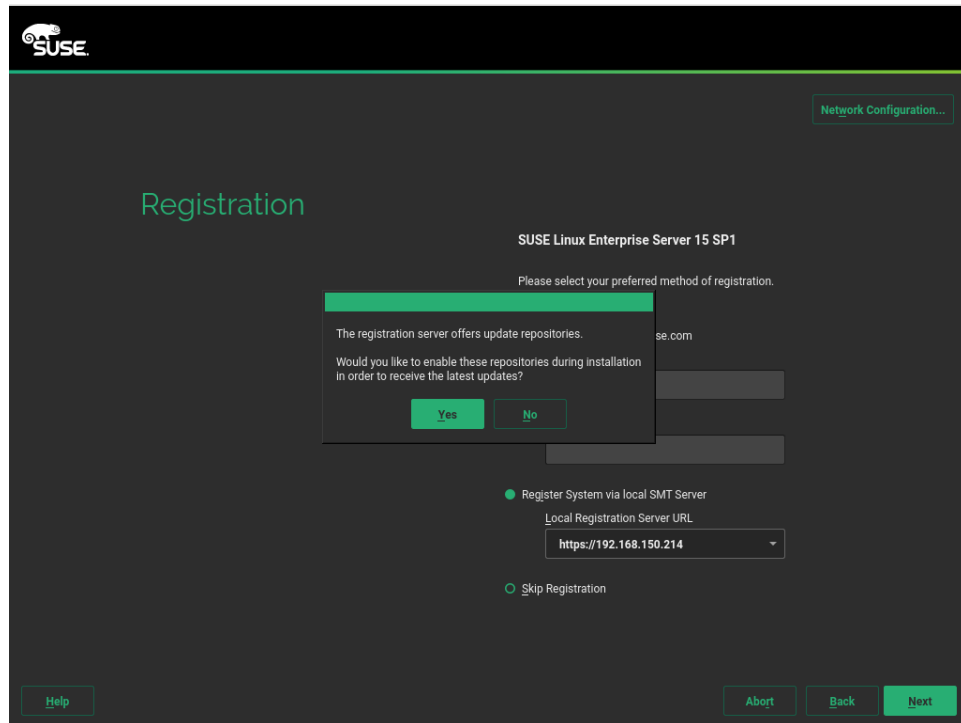 SUSE.
Network Configuration...
Registration
SUSE Linux Enterprise Server 15 SP1
Please select your preferred method of registration.
The registration server offers update repositories.
se.com
Would you like to enable these repositories during installation
in order to receive the latest updates?
Yes
No
Register System via local SMT Server
Local Registration Server URL
https://192.168.150.214
Skip Registration
Help
Abort
Back
Next